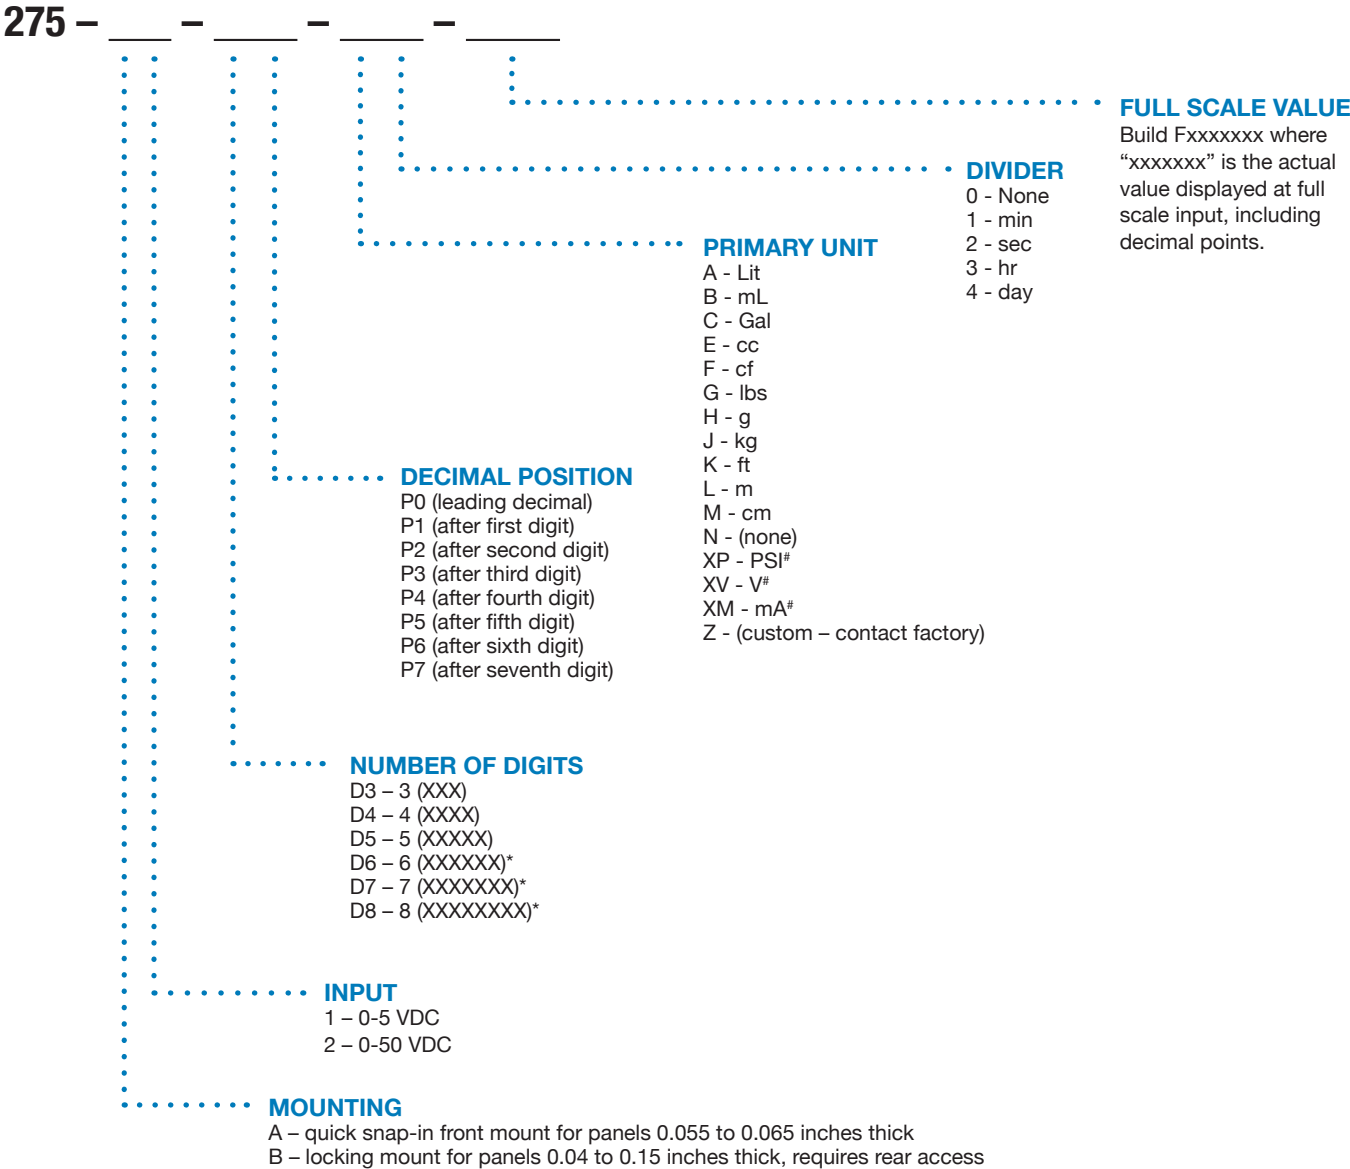 275 – ___ – ____ – ____ – ____
FULL SCALE VALUE
Build Fxxxxxxx where
“xxxxxxx” is the actual
value displayed at full
scale input, including
decimal points.
DIVIDER
0 - None
1 - min
2 - sec
3 - hr
4 - day
PRIMARY UNIT
A - Lit
B - mL
C - Gal
E - cc
F - cf
G - lbs
H - g
J - kg
K - ft
L - m
M - cm
N - (none)
XP - PSI#
XV - V#
XM - mA#
Z - (custom – contact factory)
DECIMAL POSITION
P0 (leading decimal)
P1 (after first digit)
P2 (after second digit)
P3 (after third digit)
P4 (after fourth digit)
P5 (after fifth digit)
P6 (after sixth digit)
P7 (after seventh digit)
NUMBER OF DIGITS
D3 – 3 (XXX)
D4 – 4 (XXXX)
D5 – 5 (XXXXX)
D6 – 6 (XXXXXX)*
D7 – 7 (XXXXXXX)*
D8 – 8 (XXXXXXXX)*
INPUT
1 – 0-5 VDC
2 – 0-50 VDC
MOUNTING
A – quick snap-in front mount for panels 0.055 to 0.065 inches thick
B – locking mount for panels 0.04 to 0.15 inches thick, requires rear access